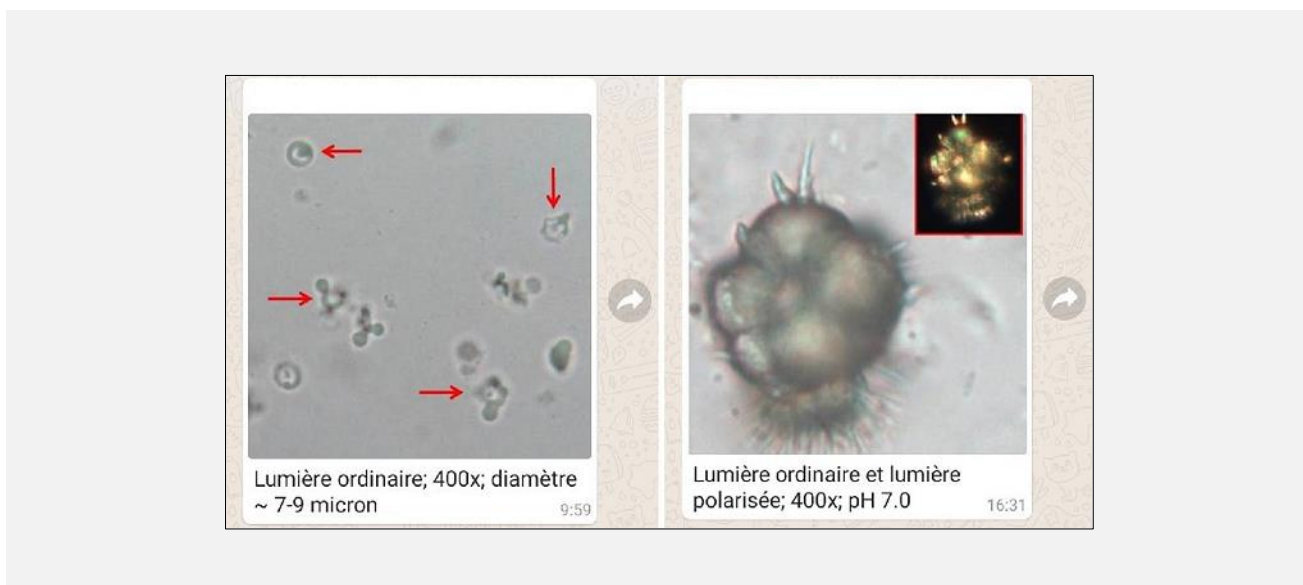 Lumière ordinaire; 400x; diamètre
~ 7-9 micron
9:59
Lumière ordinaire et lumière
polarisée; 400x; pH 7.0
16:31